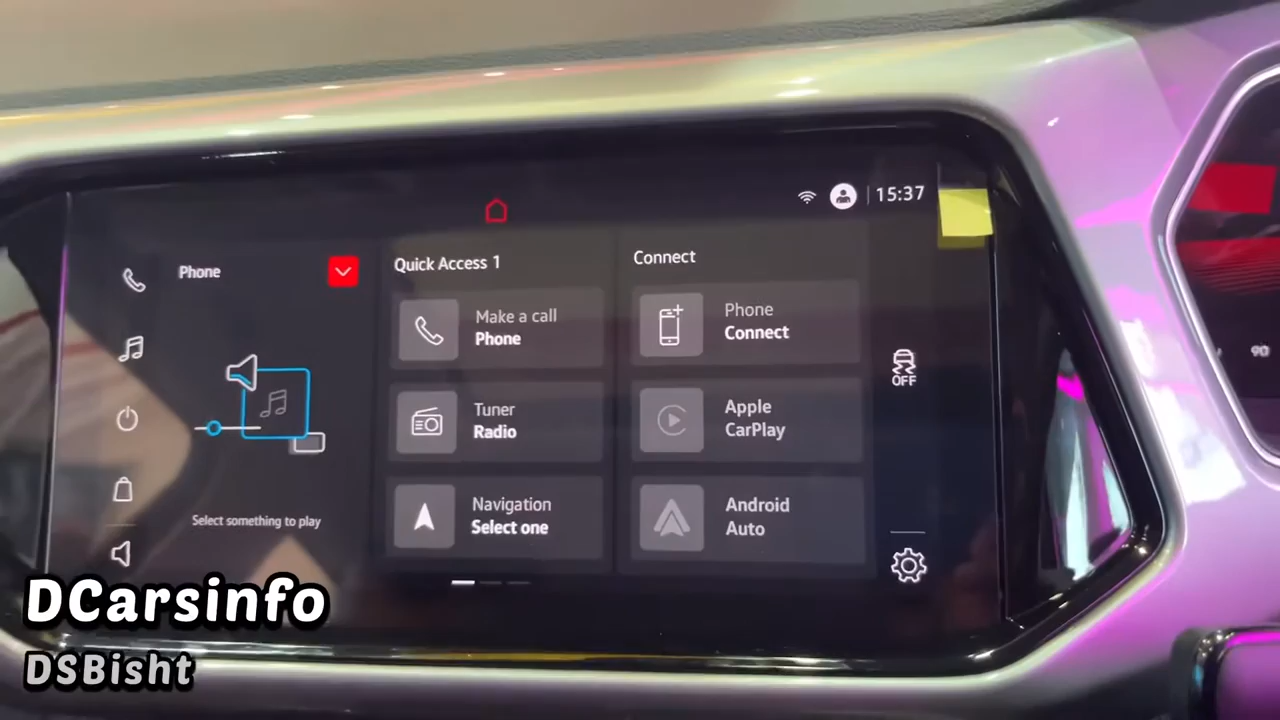 15:37
Phone
Quick Access 1
Connect
Make a call
Phone
Phone
Connect
Tuner
Radio
Apple
CarPlay
OFF
Navigation
Select one
Android
Auto
Select something to play
90
DCarsinfo
DSBisht